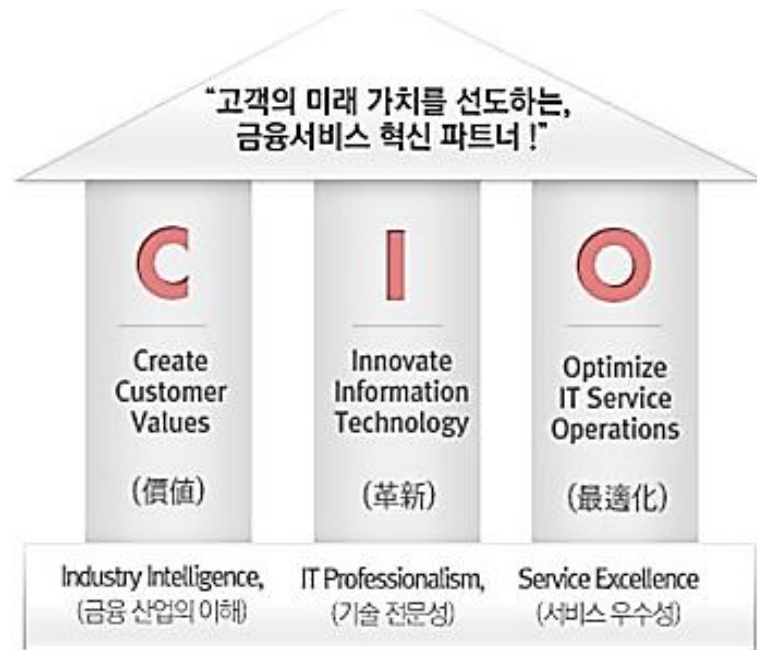 “고객의 미래 가치를 선도하는,
금융서비스 혁신 파트너 !”
C
Create
Customer
Values
(價値)
I
Innovate
Information
Technology
(革新)
O
Optimize
IT Service
Operations
(最適化)
Industry Intelligence,
(금융 산업의 이해)
IT Professionalism,
(기술 전문성)
Service Excellence
(서비스 우수성)